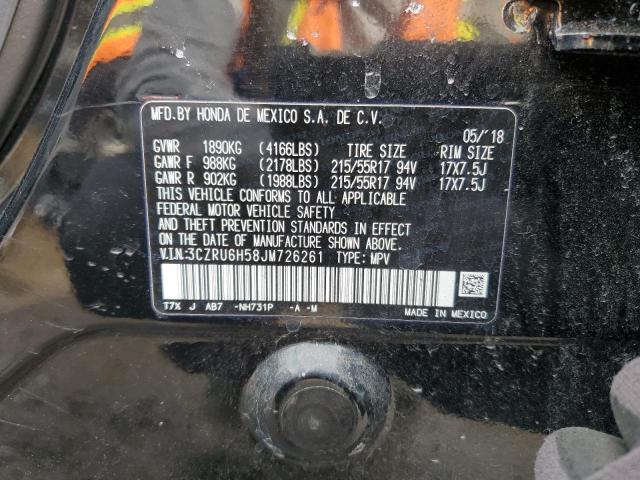 MFD.BY HONDA DE MEXICO S.A. DE C.V.
05/'18
GVWR 1890KG (4166LBS) TIRE SIZE RIM SIZE
GAWR F 988KG (2178LBS) 215/55R17 94V 17X7.5J
GAWR R 902KG (1988LBS) 215/55R17 94V 17X7.5J
THIS VEHICLE CONFORMS TO ALL APPLICABLE
FEDERAL MOTOR VEHICLE SAFETY
AND THEFT PREVENTION STANDARDS IN EFFECT
ON THE DATE OF MANUFACTURE SHOWN ABOVE.
V.I.N:3CZRU6H58JM726261 TYPE: MPV
T7X J AB7 -NH731P -A -M
MADE IN MEXICO